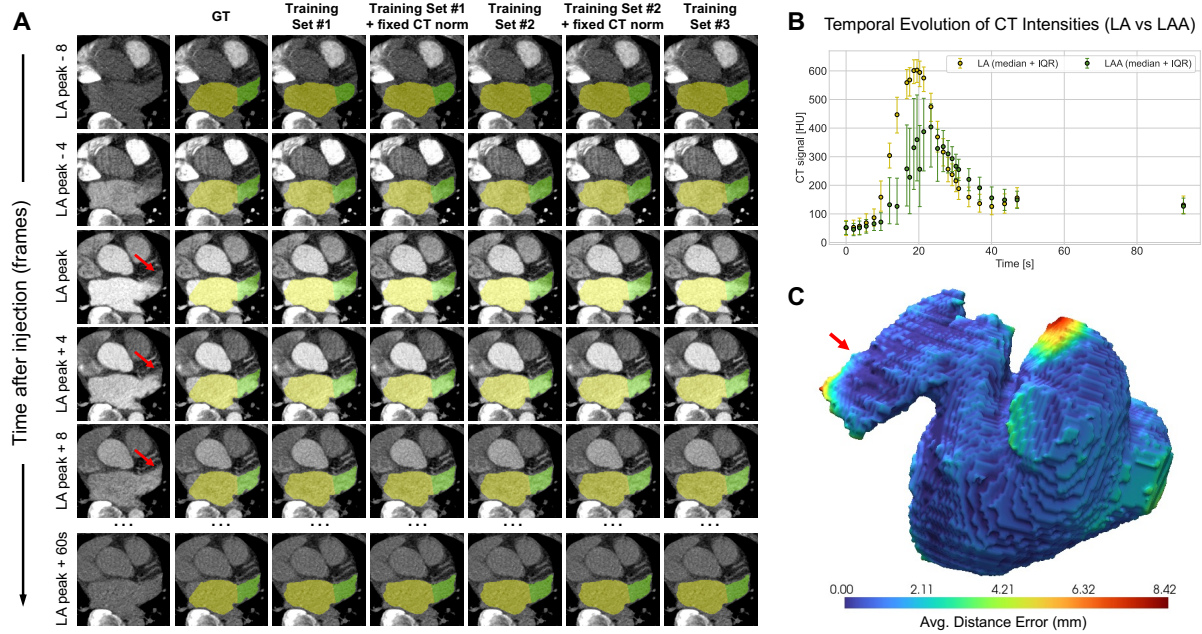 A
GT
Training
Set #1
Training Set #1
+ fixed CT norm
Training
Set #2
Training Set #2
+ fixed CT norm
Training
Set #3
Time after injection (frames)
LA peak - 8
LA peak - 4
LA peak
LA peak + 4
LA peak + 8
... ... ... ... ... ... ...
LA peak + 60s
B
Temporal Evolution of CT Intensities (LA vs LAA)
LA (median + IQR)
LAA (median + IQR)
CT signal [HU]
600
500
400
300
200
100
0
0 20 40 60 80
Time [s]
C
0.00 2.11 4.21 6.32 8.42
Avg. Distance Error (mm)